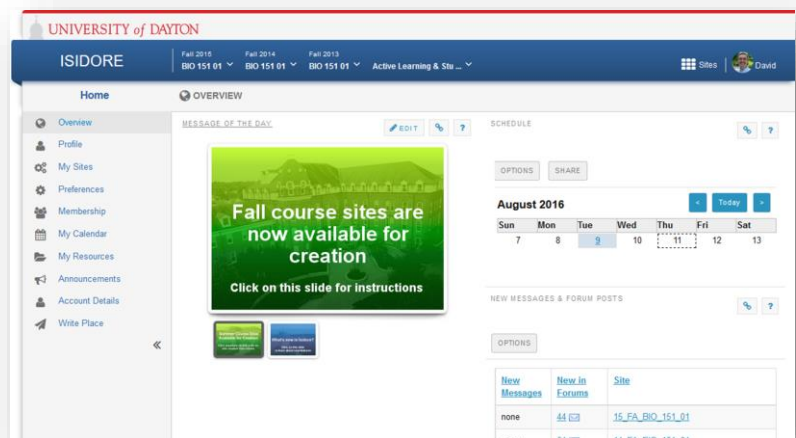 UNIVERSITY of DAYTON
ISIDORE
Fall 2016
BIO 151 01
Fall 2014
BIO 151 01
Fall 2013
BIO 151 01
Active Learning & Stu ...
Sites
David
Home
OVERVIEW
Overview
Profile
My Sites
Preferences
Membership
My Calendar
My Resources
Announcements
Account Details
Write Place
MESSAGE OF THE DAY
EDIT
?
Fall course sites are
now available for
creation
Click on this slide for instructions
SCHEDULE
?
OPTIONS SHARE
August 2016
< Today >
Sun Mon Tue Wed Thu Fri Sat
7 8 9 10 11 12 13
NEW MESSAGES & FORUM POSTS
?
OPTIONS
New Messages New in Forums Site
none 44 15_FA_BIO_151_01